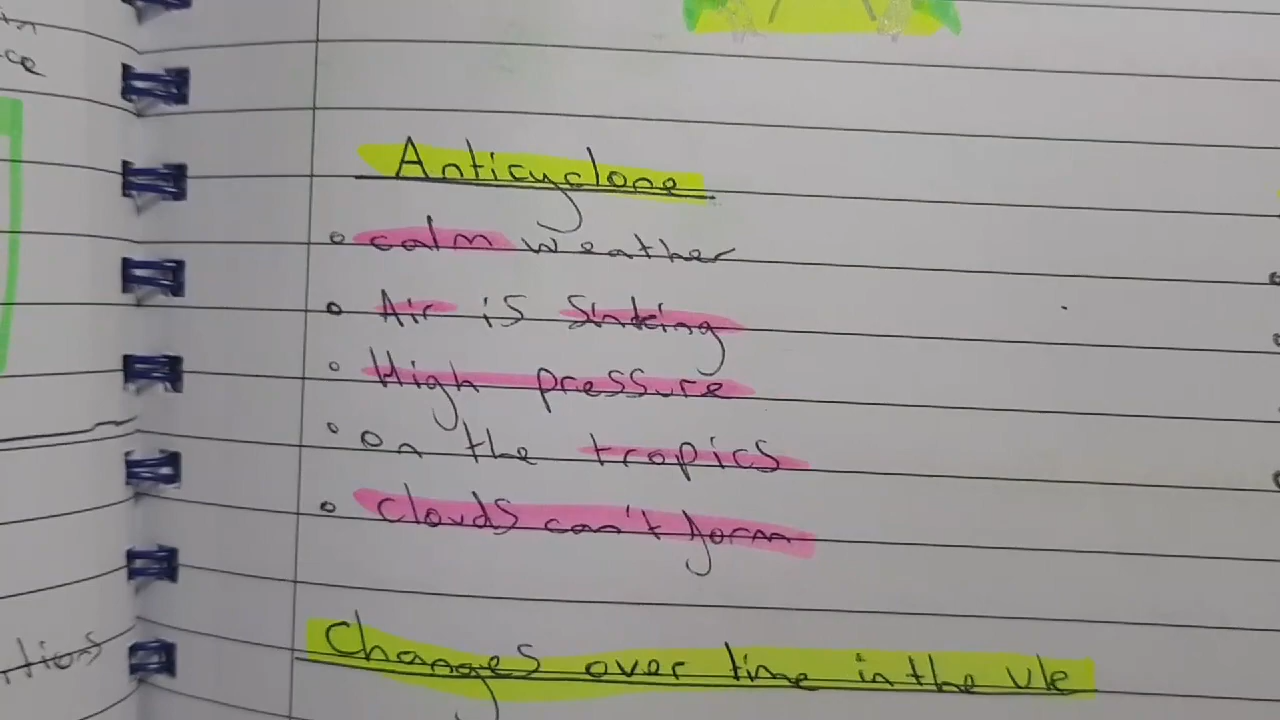 Anticyclone
calm weather
Air is Sinking
High pressure
on the tropics
Clouds can't form
Changes over time in the Uk